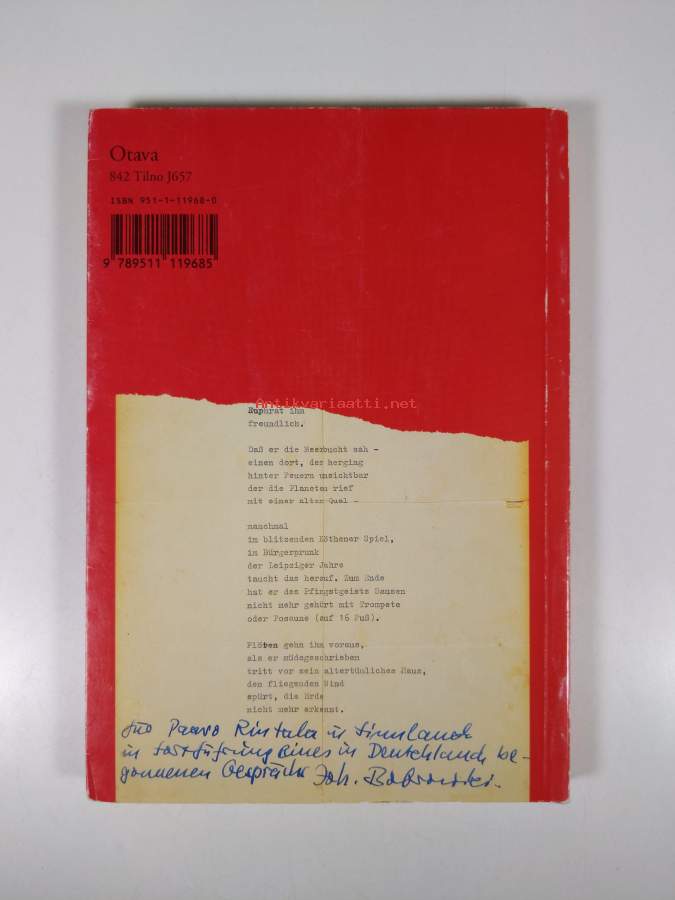 Otava
842 Tilno J657
ISBN 951-1-11968-0
9 789511 119685
Antikvariaatti.net
Euphrat ihm
freundlich.
Daß er die Meerbucht sah –
einen dort, der herging
hinter Feuern unsichtbar
der die Planeten rief
mit einer alten Qual –
manchmal
im blitzenden Köthener Spiel,
im Bürgerprunk
der Leipziger Jahre
taucht das herauf. Zum Ende
hat er des Pfingstgeists Sausen
nicht mehr gehört mit Trompete
oder Posaune (auf 16 Fuß).
Flöten gehn ihm voraus,
als er müdegeschrieben
tritt vor sein altertümliches Haus,
den fliegenden Wind
spürt, die Erde
nicht mehr erkennt.
für Paavo Rintala in Finnland
in Fortführung eines in Deutschland be-
gonnenen Gesprächs Joh. Bobrowski.